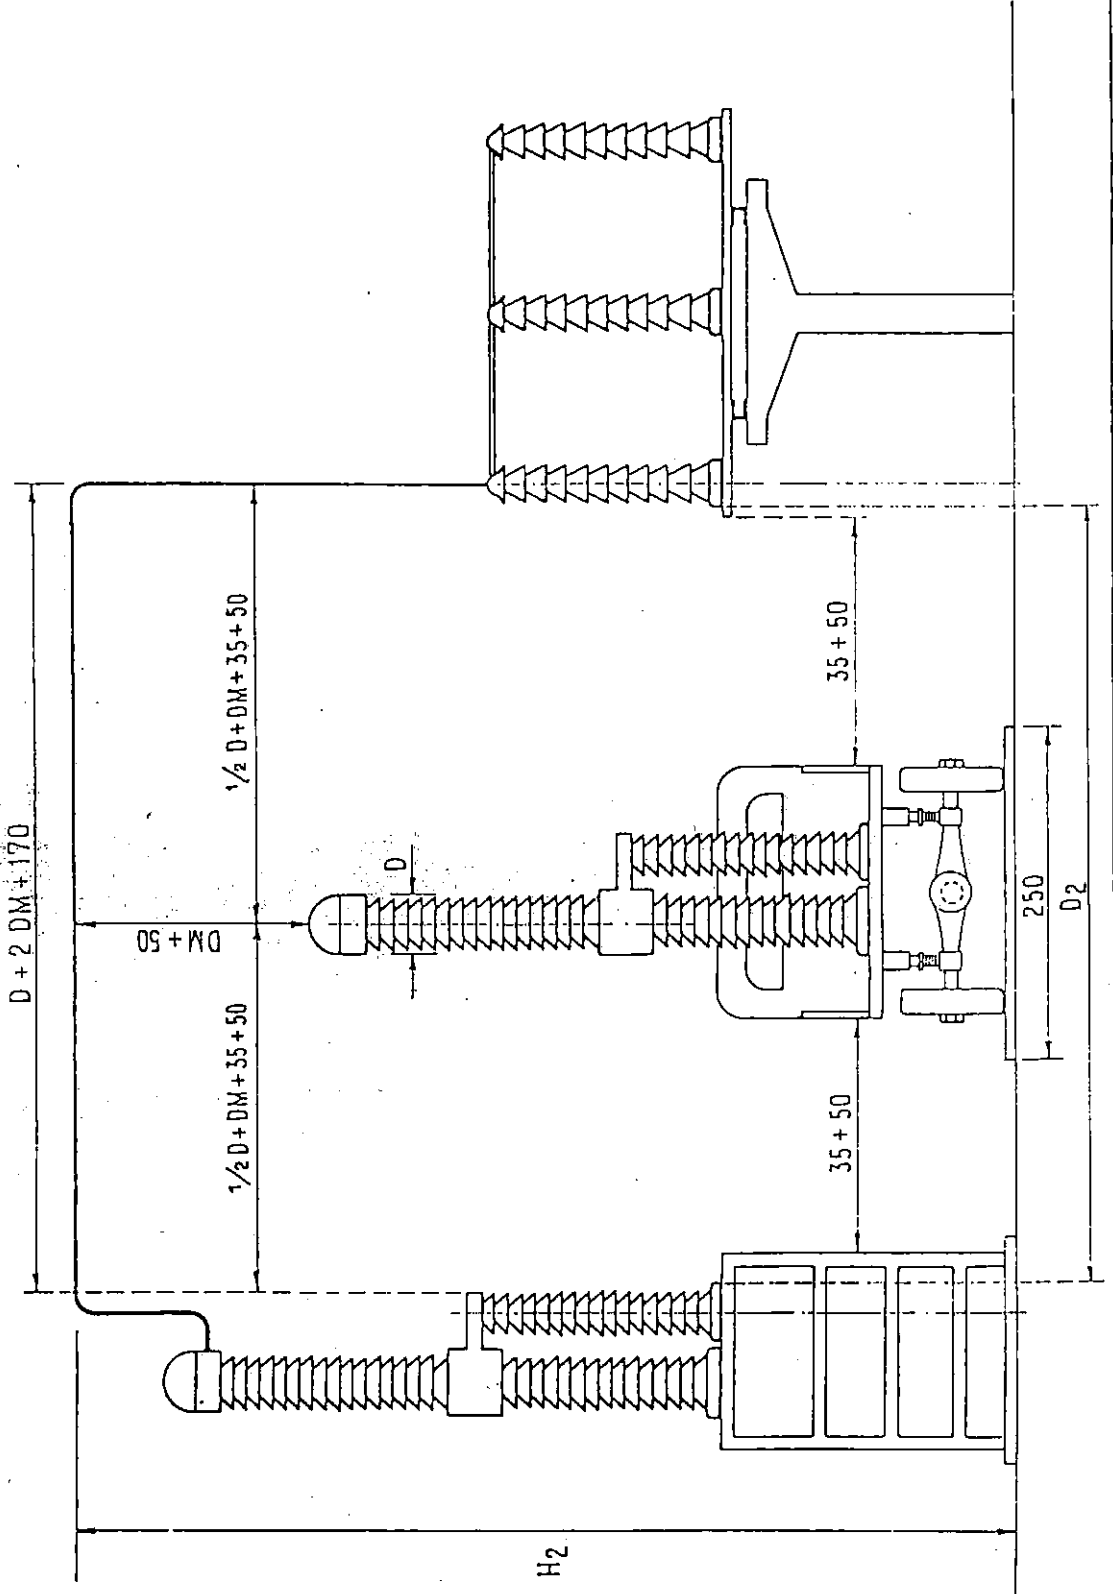 D + 2 DM + 170
1/2 D + DM + 35 + 50
1/2 D + DM + 35 + 50
DM + 50
D
35 + 50
35 + 50
250
D2
H2